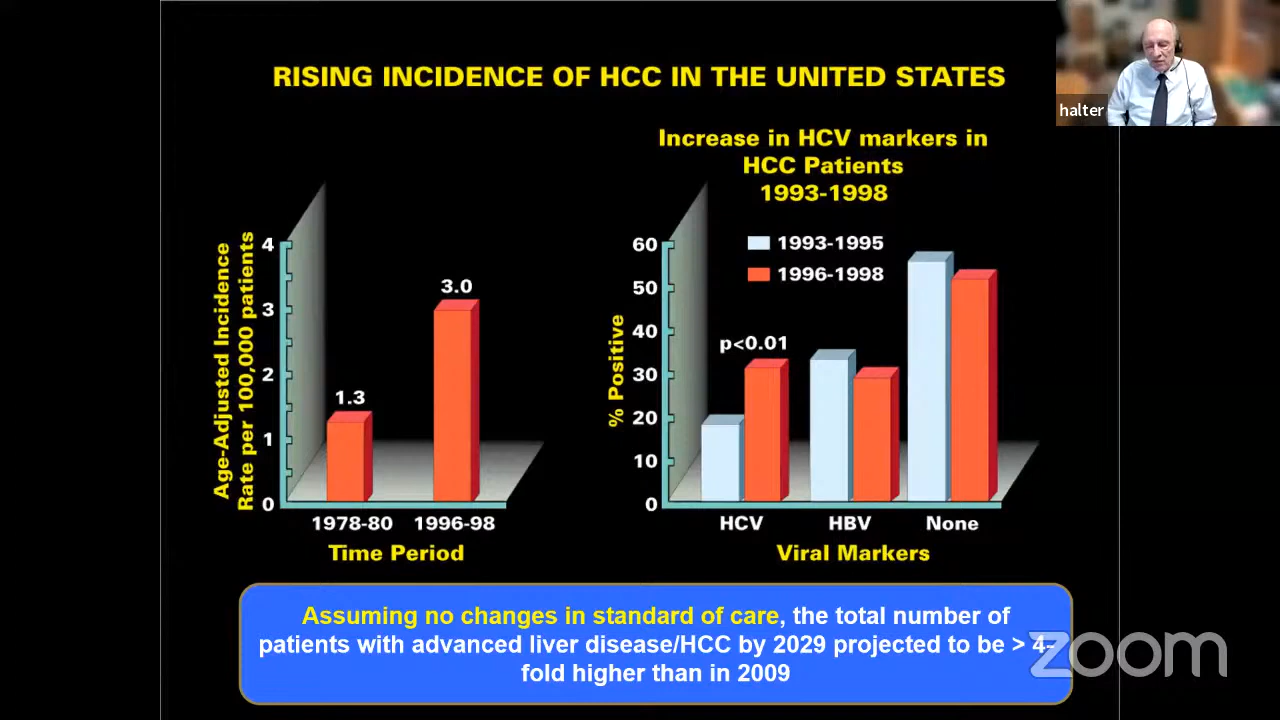 RISING INCIDENCE OF HCC IN THE UNITED STATES
halter
Age-Adjusted Incidence
Rate per 100,000 patients
4
3
2
1
0
1.3
3.0
1978-80
1996-98
Time Period
Increase in HCV markers in
HCC Patients
1993-1998
1993-1995
1996-1998
% Positive
60
50
40
30
20
10
0
p<0.01
HCV
HBV
None
Viral Markers
Assuming no changes in standard of care, the total number of
patients with advanced liver disease/HCC by 2029 projected to be > 4-
fold higher than in 2009
zoom